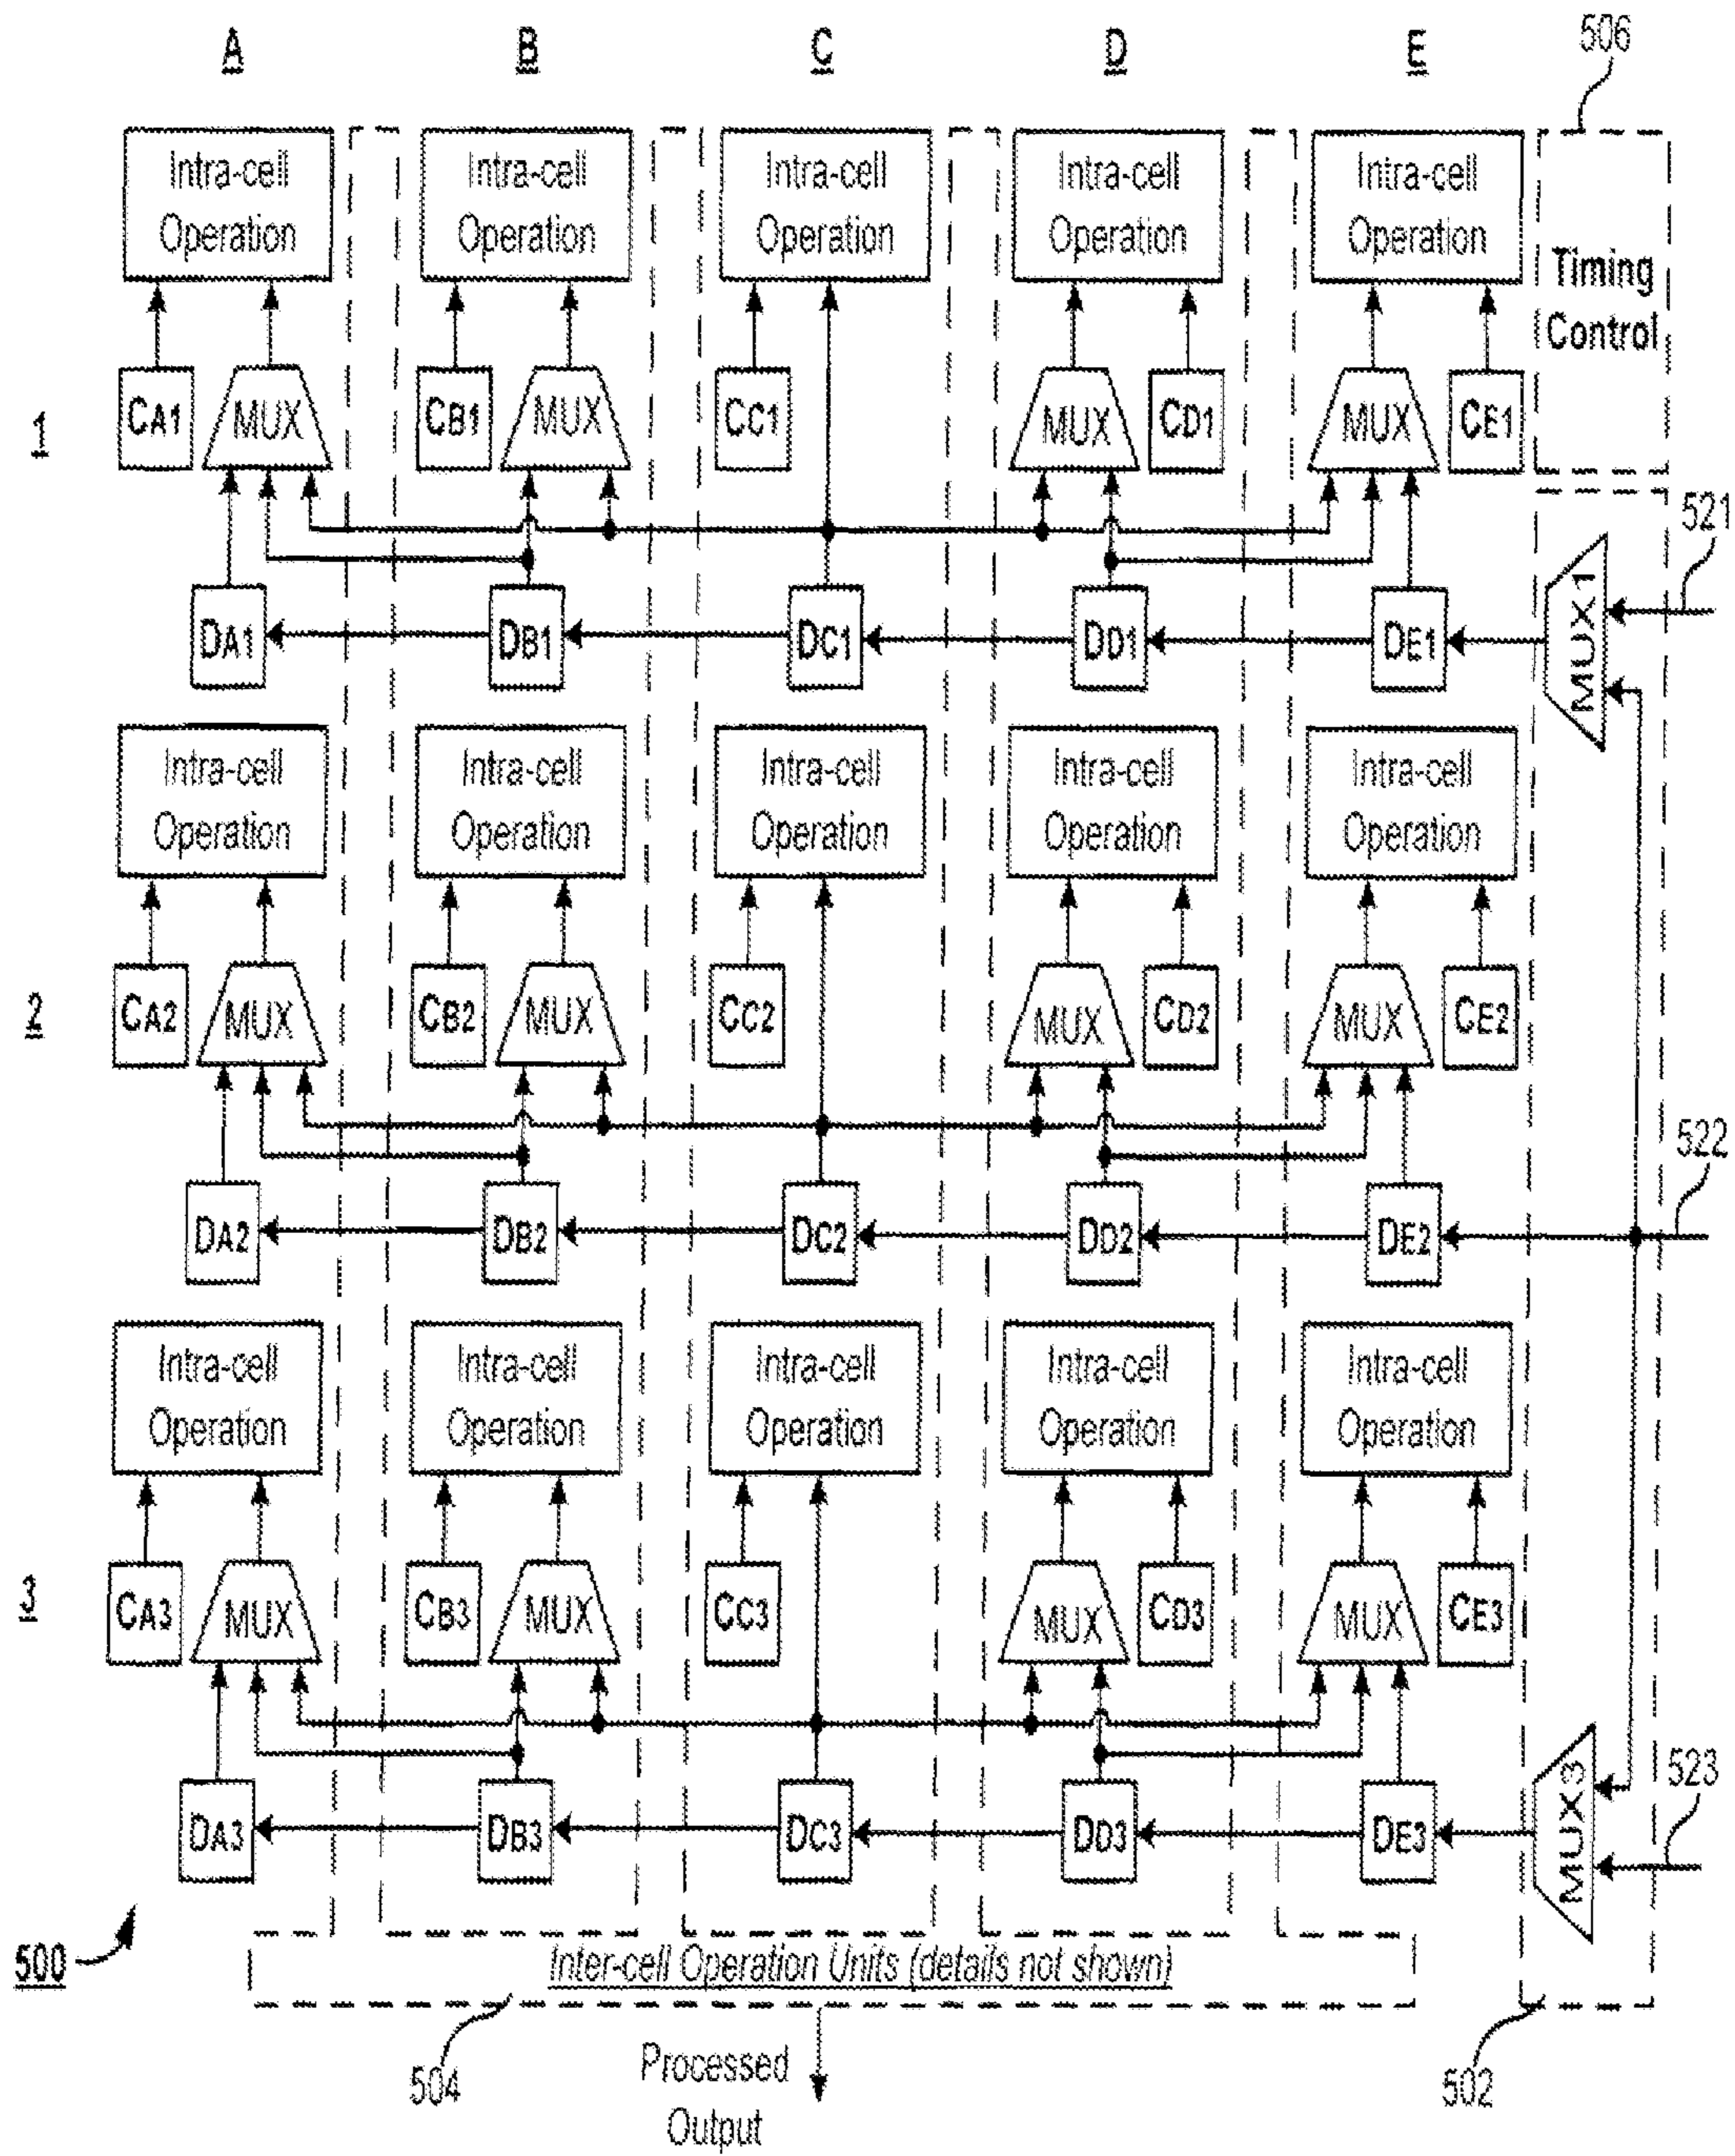 A B C D E 506
Intra-cell Intra-cell Intra-cell Intra-cell Intra-cell
Operation Operation Operation Operation Operation
Timing
Control
1 CA1 MUX CB1 MUX CC1 MUX CD1 MUX CE1
521
MUX 1
DA1 DB1 DC1 DD1 DE1
Intra-cell Intra-cell Intra-cell Intra-cell Intra-cell
Operation Operation Operation Operation Operation
2 CA2 MUX CB2 MUX CC2 MUX CD2 MUX CE2
522
DA2 DB2 DC2 DD2 DE2
Intra-cell Intra-cell Intra-cell Intra-cell Intra-cell
Operation Operation Operation Operation Operation
3 CA3 MUX CB3 MUX CC3 MUX CD3 MUX CE3
523
MUX 3
DA3 DB3 DC3 DD3 DE3
500
Inter-cell Operation Units (details not shown)
504
Processed
Output
502